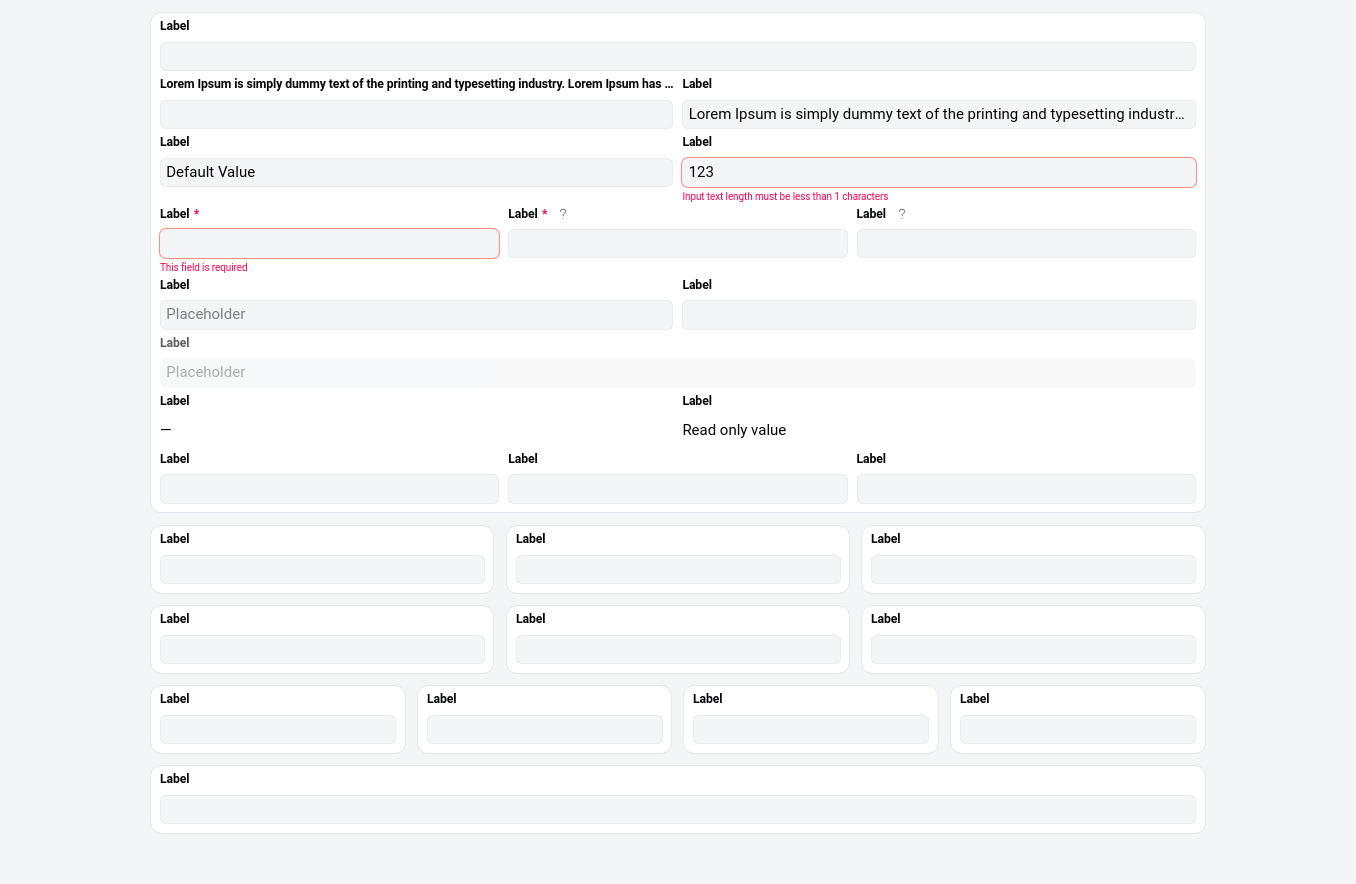 Label
Lorem Ipsum is simply dummy text of the printing and typesetting industry. Lorem Ipsum has ...
Label
Lorem Ipsum is simply dummy text of the printing and typesetting industr...
Label
Label
Default Value
123
Input text length must be less than 1 characters
Label *
Label * ?
Label ?
This field is required
Label
Label
Placeholder
Label
Placeholder
Label
Label
—
Read only value
Label
Label
Label
Label
Label
Label
Label
Label
Label
Label
Label
Label
Label
Label